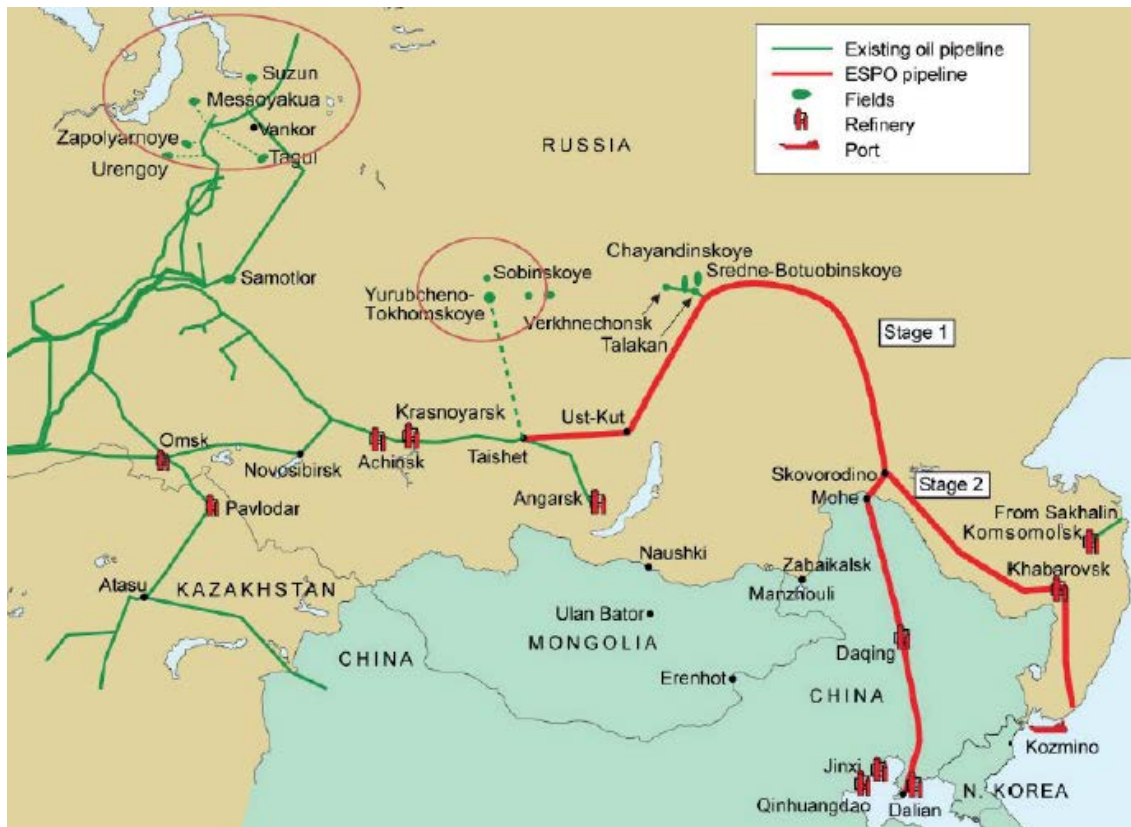 Existing oil pipeline
ESPO pipeline
Fields
Refinery
Port
Suzun
Messoyakua
Vankor
Zapolyarnoye
Tagul
Urengoy
RUSSIA
Samotlor
Sobinskoye
Yurubcheno-
Tokhomskoye
Chayandinskoye
Sredne-Botuobinskoye
Verkhnechonsk
Talakan
Stage 1
Krasnoyarsk
Ust-Kut
Omsk
Achinsk
Taishet
Novosibirsk
Skovorodino
Stage 2
Angarsk
Mohe
Pavlodar
From Sakhalin
Komsomol'sk
Naushki
Zabaikalsk
Khabarovsk
Atasu
KAZAKHSTAN
Manzhouli
Ulan Bator
MONGOLIA
CHINA
Daqing
Erenhot
CHINA
Kozmino
Jinxi
N. KOREA
Qinhuangdao
Dalian